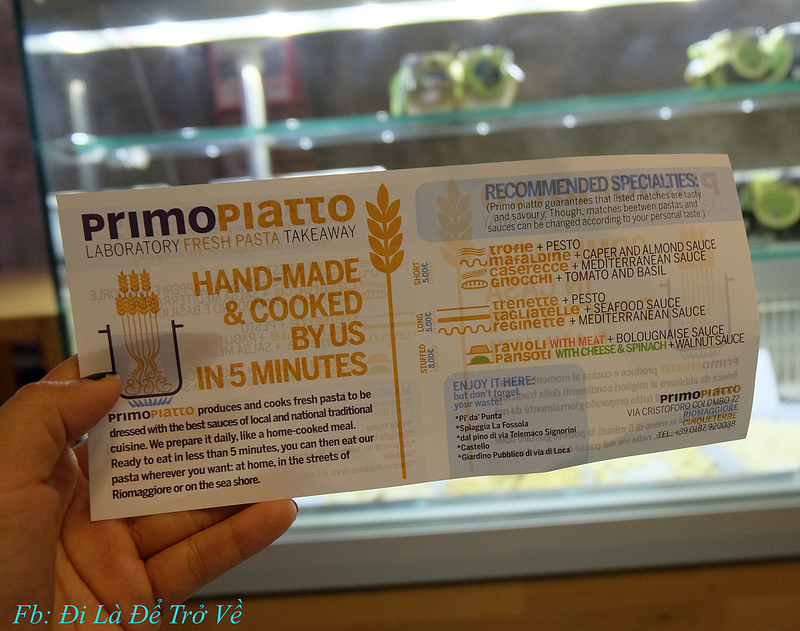 PrimoPiatto
LABORATORY FRESH PASTA TAKEAWAY
HAND-MADE
& COOKED
BY US
IN 5 MINUTES
PrimoPiatto produces and cooks fresh pasta to be
dressed with the best sauces of local and national traditional
cuisine. We prepare it daily, like a home-cooked meal.
Ready to eat in less than 5 minutes, you can then eat our
pasta wherever you want: at home, in the streets of
Riomaggiore or on the sea shore.
RECOMMENDED SPECIALTIES:
(Primo piatto guarantees that listed matches are tasty
and savoury. Though, matches beetwen pastas and
sauces can be changed according to your personal taste.)
SHORT
5.00€
trofie + PESTO
mafaldine + CAPER AND ALMOND SAUCE
caserecce + MEDITERRANEAN SAUCE
gnocchi + TOMATO AND BASIL
LONG
5.00€
trenette + PESTO
tagliatelle + SEAFOOD SAUCE
reginette + MEDITERRANEAN SAUCE
STUFFED
8.00€
ravioli WITH MEAT + BOLOUGNAISE SAUCE
pansoti WITH CHEESE & SPINACH + WALNUT SAUCE
ENJOY IT HERE:
but don't forget
your waste!
*Pi' da' Punta
*Spiaggia La Fossola
*dal pino di via Telemaco Signorini
*Castello
*Giardino Pubblico di via di Loca
PrimoPiatto
VIA CRISTOFORO COLOMBO 72
RIOMAGGIORE
CINQUETERRE
TEL: +39.0187 920038
Fb: Đi Là Để Trở Về